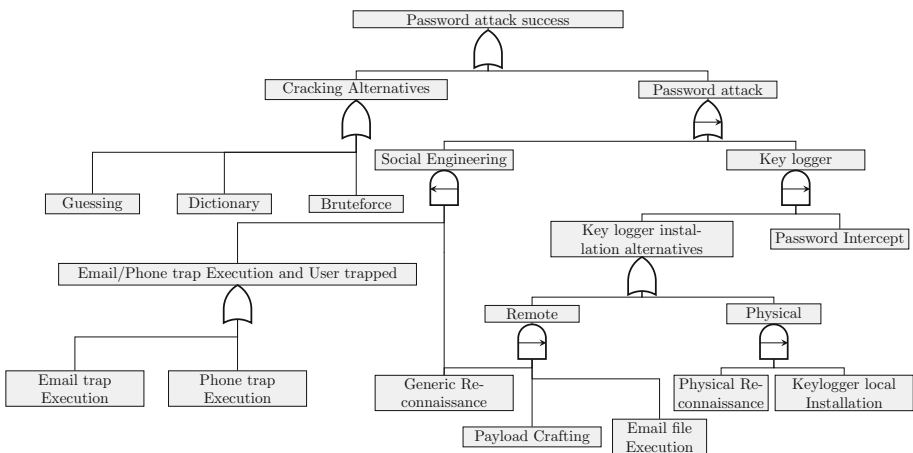 Password attack success
Cracking Alternatives
Password attack
Social Engineering
Key logger
Guessing
Dictionary
Bruteforce
Key logger instal-
lation alternatives
Password Intercept
Email/Phone trap Execution and User trapped
Remote
Physical
Email trap
Execution
Phone trap
Execution
Generic Re-
connaissance
Physical Re-
connaissance
Keylogger local
Installation
Payload Crafting
Email file
Execution